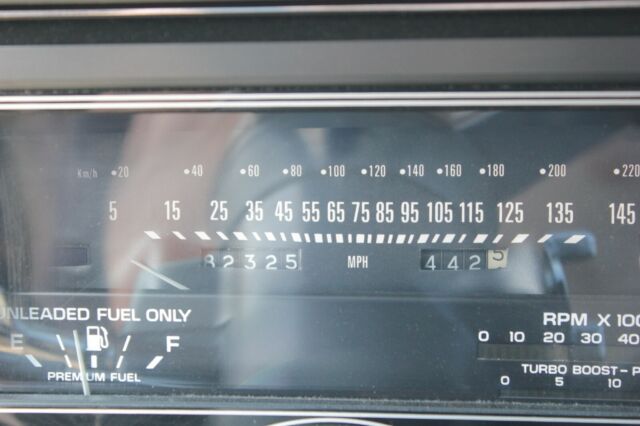 Km/h 20 40 60 80 100 120 140 160 180 200 220
5 15 25 35 45 55 65 75 85 95 105 115 125 135 145
82325 MPH 442 5
UNLEADED FUEL ONLY
RPM X 100
E F
0 10 20 30 40
PREMIUM FUEL
TURBO BOOST-P
0 5 10